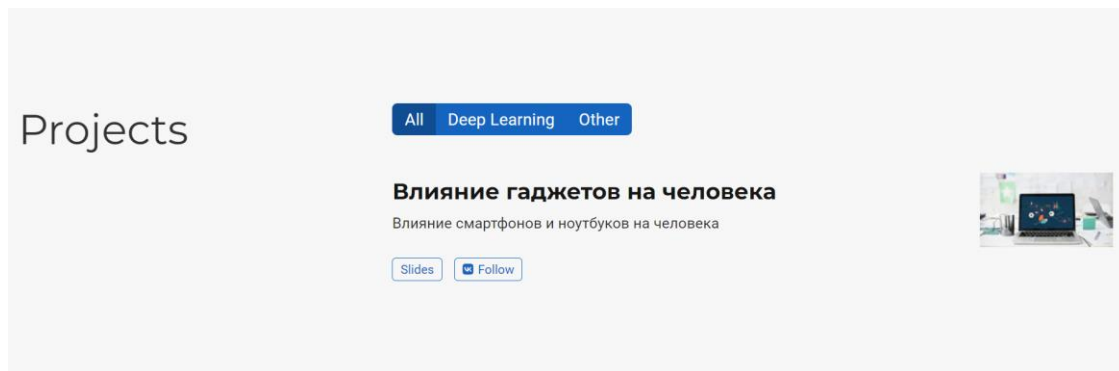 Projects
All Deep Learning Other
Влияние гаджетов на человека
Влияние смартфонов и ноутбуков на человека
Slides Follow